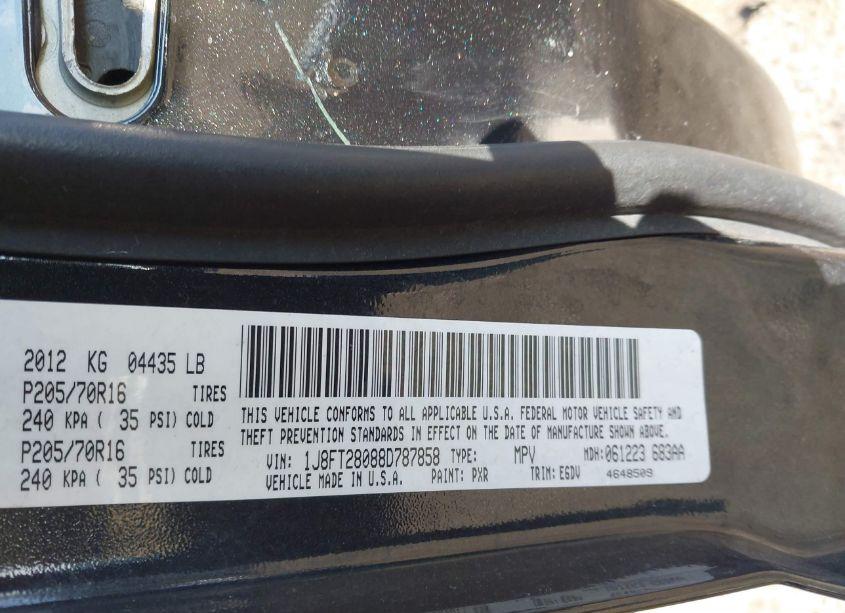 2012 KG 04435 LB
P205/70R16 TIRES
240 KPA ( 35 PSI) COLD
P205/70R16 TIRES
240 KPA ( 35 PSI) COLD
THIS VEHICLE CONFORMS TO ALL APPLICABLE U.S.A. FEDERAL MOTOR VEHICLE SAFETY AND
THEFT PREVENTION STANDARDS IN EFFECT ON THE DATE OF MANUFACTURE SHOWN ABOVE.
VIN: 1J8FT28088D787858 TYPE: MPV MDH:061223 683AA
VEHICLE MADE IN U.S.A. PAINT: PXR TRIM:EGDV 4648509